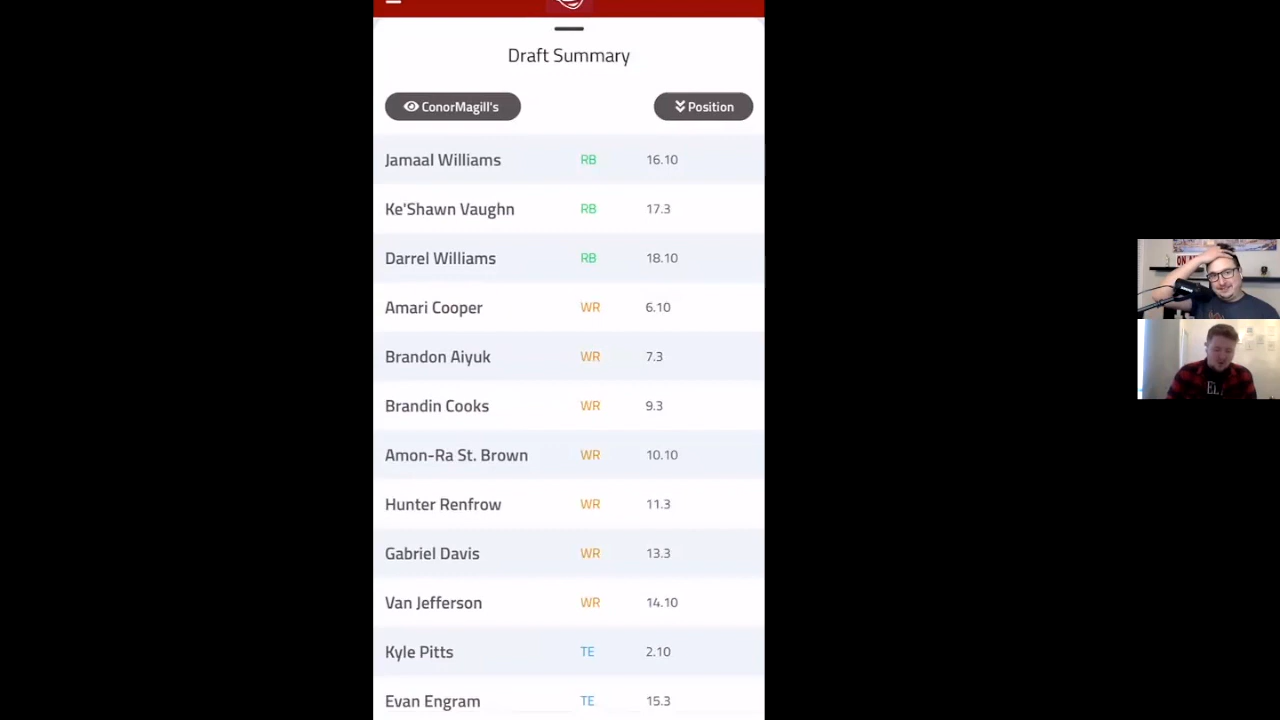 Draft Summary
ConorMagill's Position
Jamaal Williams RB 16.10
Ke'Shawn Vaughn RB 17.3
Darrel Williams RB 18.10
Amari Cooper WR 6.10
Brandon Aiyuk WR 7.3
Brandin Cooks WR 9.3
Amon-Ra St. Brown WR 10.10
Hunter Renfrow WR 11.3
Gabriel Davis WR 13.3
Van Jefferson WR 14.10
Kyle Pitts TE 2.10
Evan Engram TE 15.3
ON A
EL